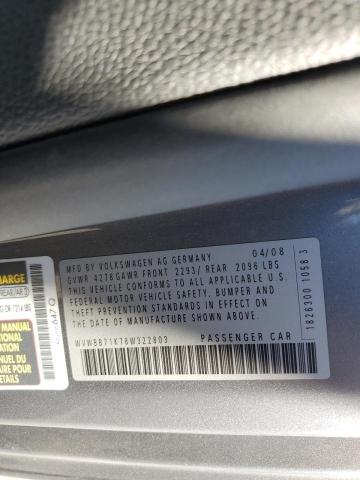 MFD BY VOLKSWAGEN AG GERMANY 04/08
GVWR 4278 GAWR FRONT 2293/ REAR 2096 LBS
THIS VEHICLE CONFORMS TO ALL APPLICABLE U.S.
FEDERAL MOTOR VEHICLE SAFETY, BUMPER AND
THEFT PREVENTION STANDARDS IN EFFECT ON
THE DATE OF MANUFACTURE SHOWN ABOVE.
WVWBB71K78W322803 PASSENGER CAR
1826300 1058 3
647 Q
MANUAL